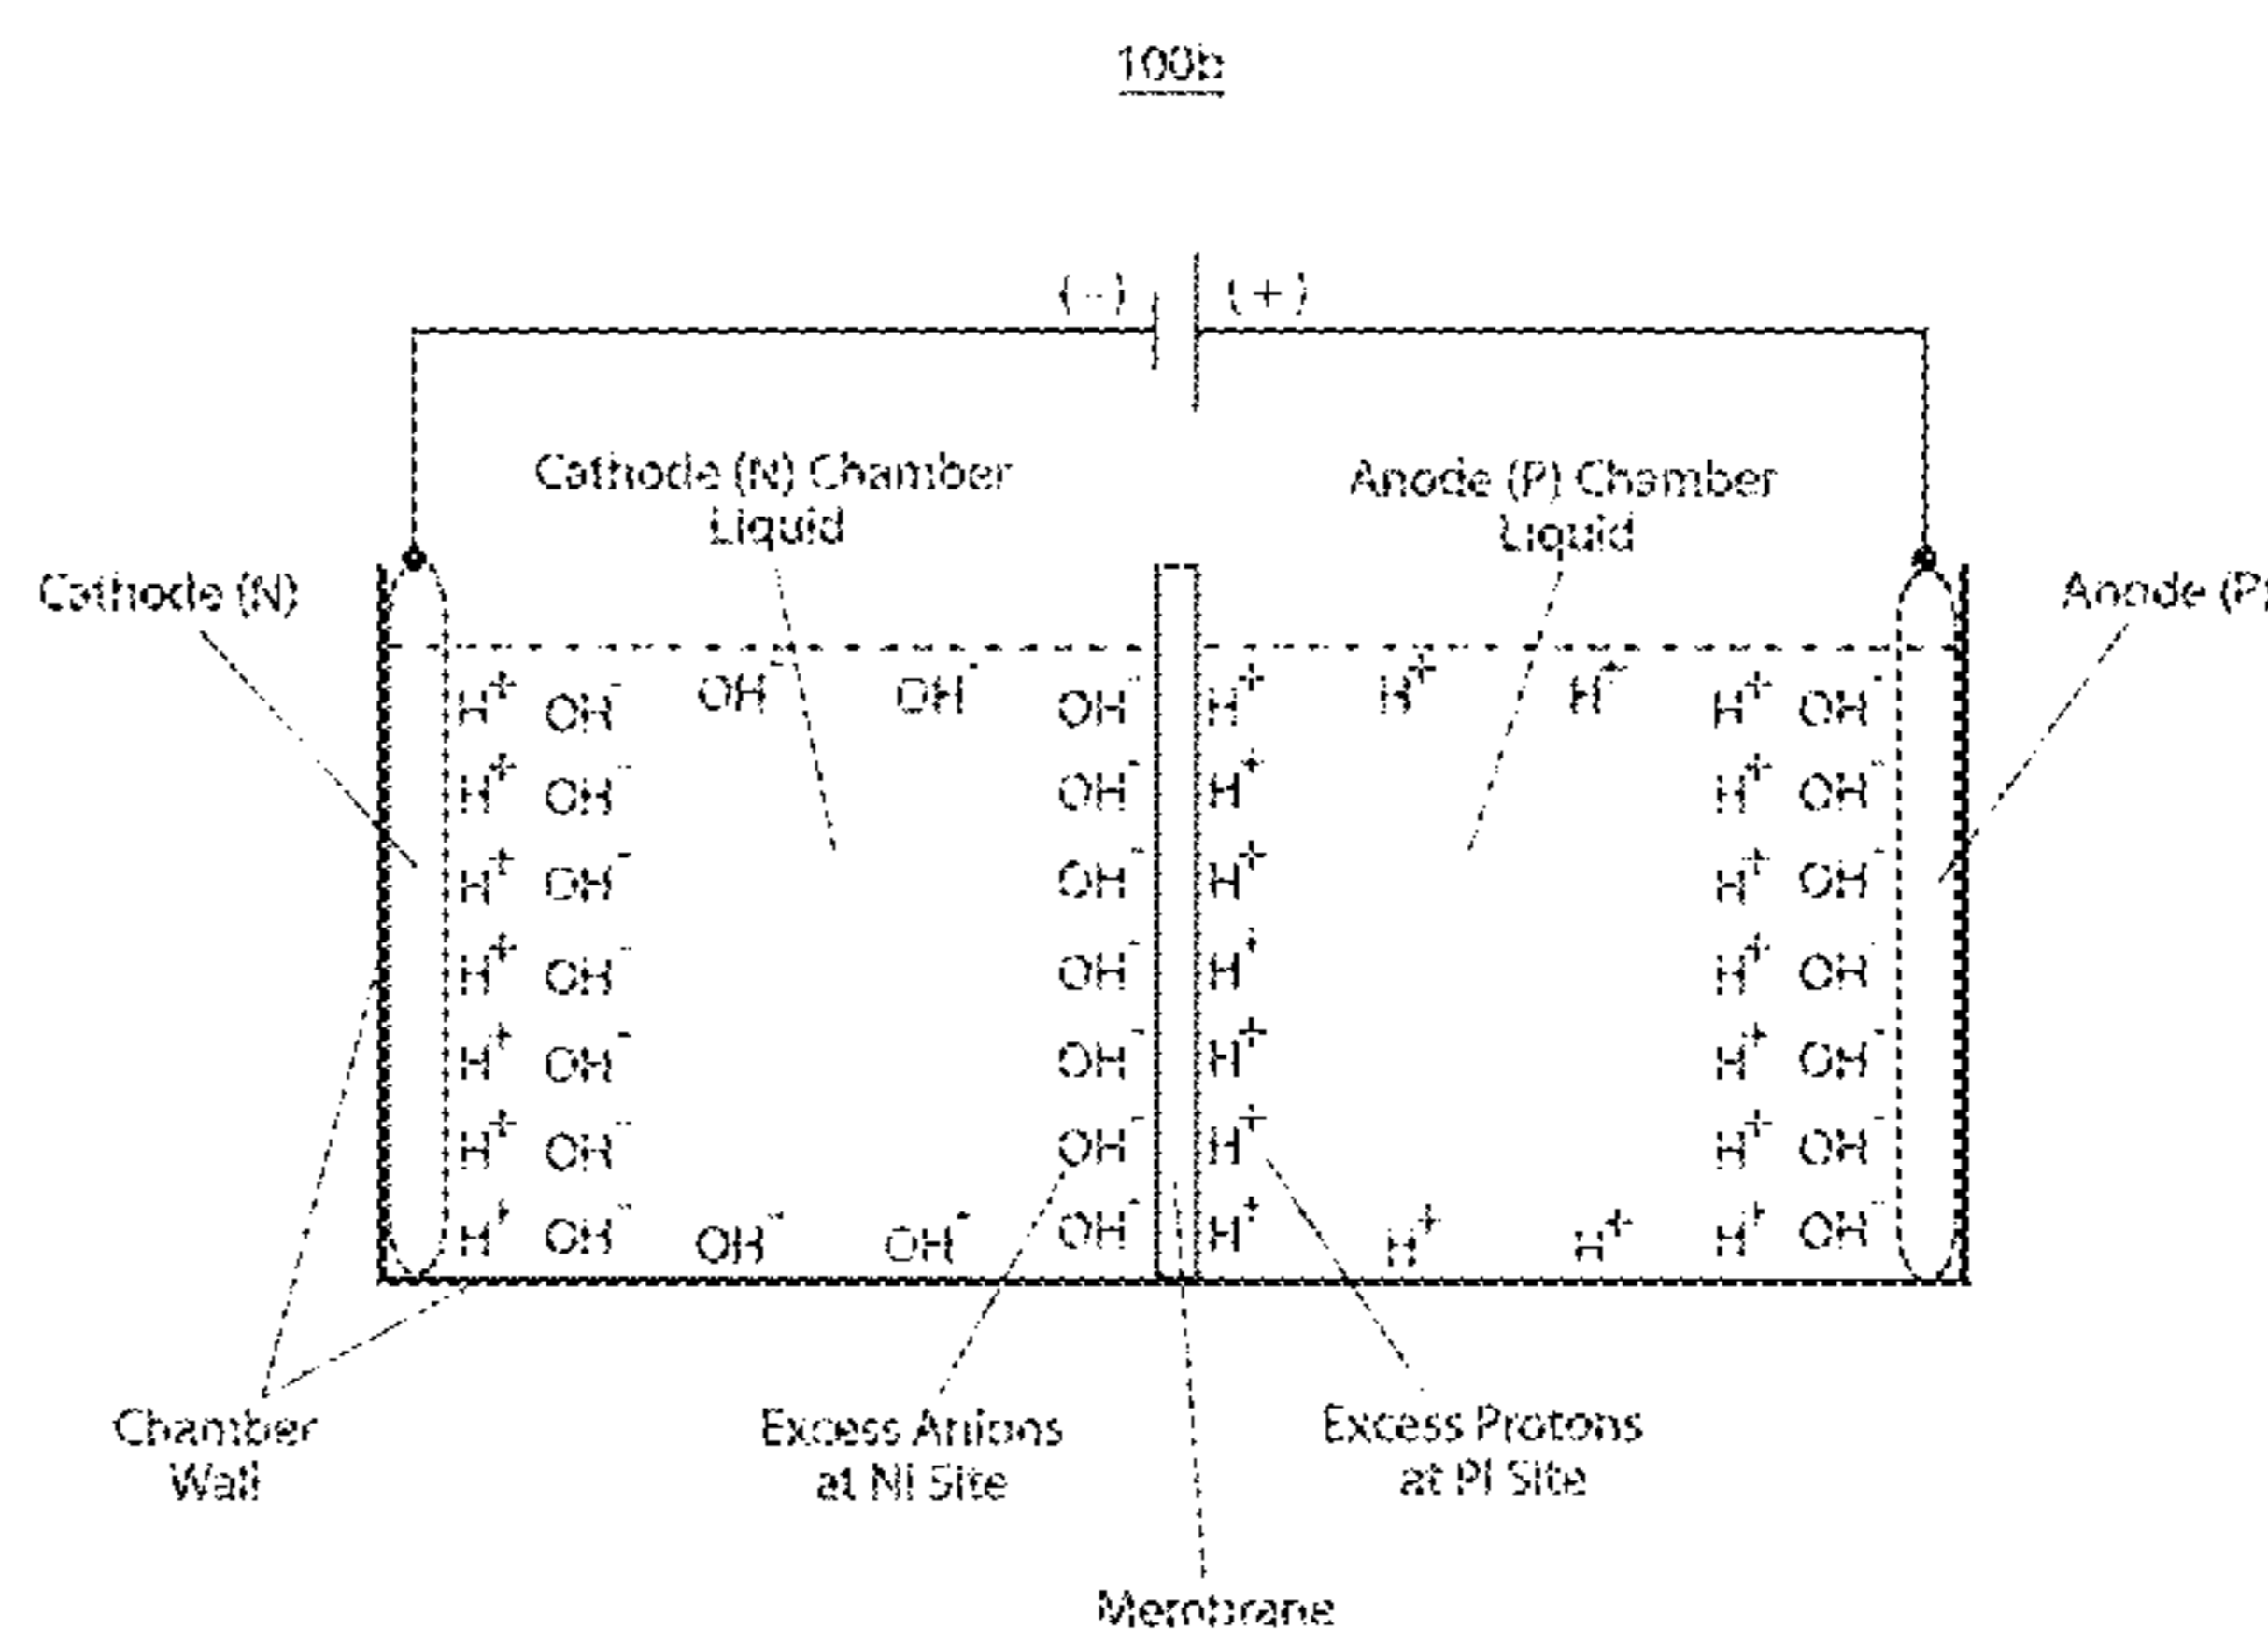 100b
(-) (+)
Cathode (N) Chamber
Liquid
Anode (P) Chamber
Liquid
Cathode (N)
Anode (P)
H+ OH- OH- OH- OH- H+ H+ H+ H+ OH-
H+ OH- OH- H+ H+ OH-
H+ OH- OH- H+ H+ OH-
H+ OH- OH- H+ H+ OH-
H+ OH- OH- H+ H+ OH-
H+ OH- OH- H+ H+ OH-
H+ OH- OH- OH- OH- H+ H+ H+ H+ OH-
Chamber
Wall
Excess Anions
at NI Site
Excess Protons
at PI Site
Membrane